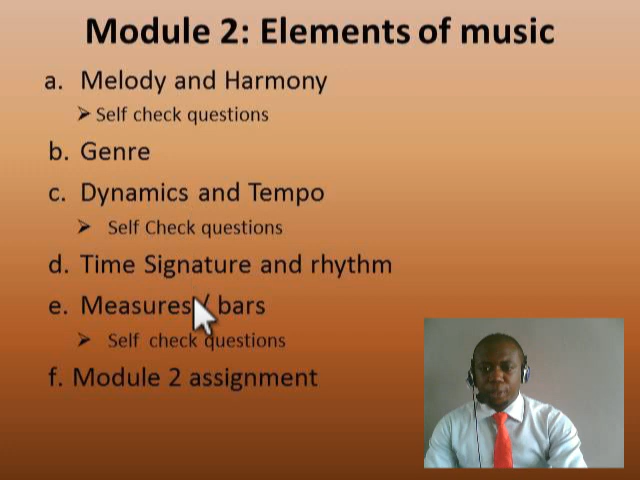 Module 2: Elements of music
a. Melody and Harmony
➢ Self check questions
b. Genre
c. Dynamics and Tempo
➢ Self Check questions
d. Time Signature and rhythm
e. Measures / bars
➢ Self check questions
f. Module 2 assignment